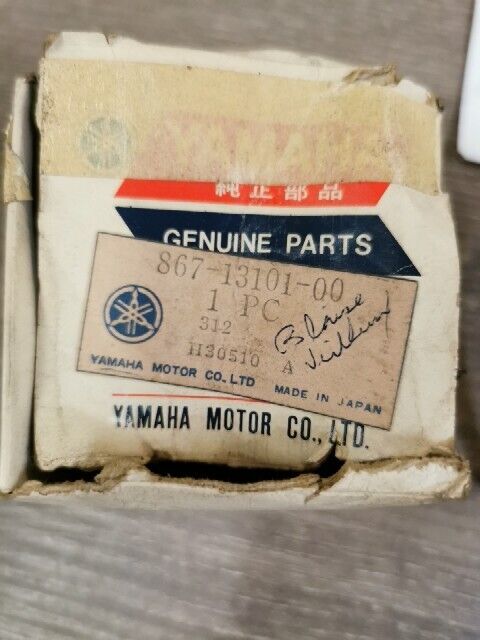 YAMAHA
純正部品
GENUINE PARTS
867-13101-00
1 PC
312
H30510 A
YAMAHA MOTOR CO.,LTD MADE IN JAPAN
YAMAHA MOTOR CO., LTD.